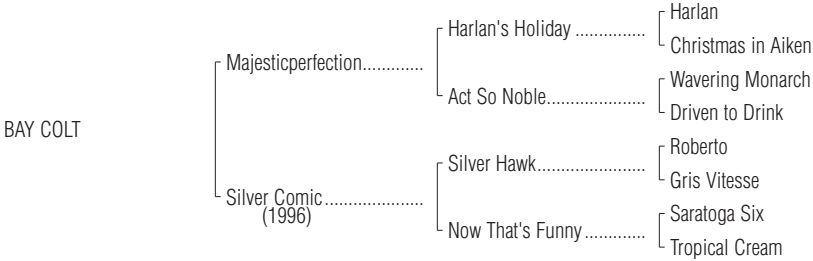 Harlan
Harlan's Holiday ...............
Christmas in Aiken
Majesticperfection.............
Wavering Monarch
Act So Noble.....................
Driven to Drink
BAY COLT
Roberto
Silver Hawk.......................
Gris Vitesse
Silver Comic.....................
(1996)
Saratoga Six
Now That's Funny .............
Tropical Cream